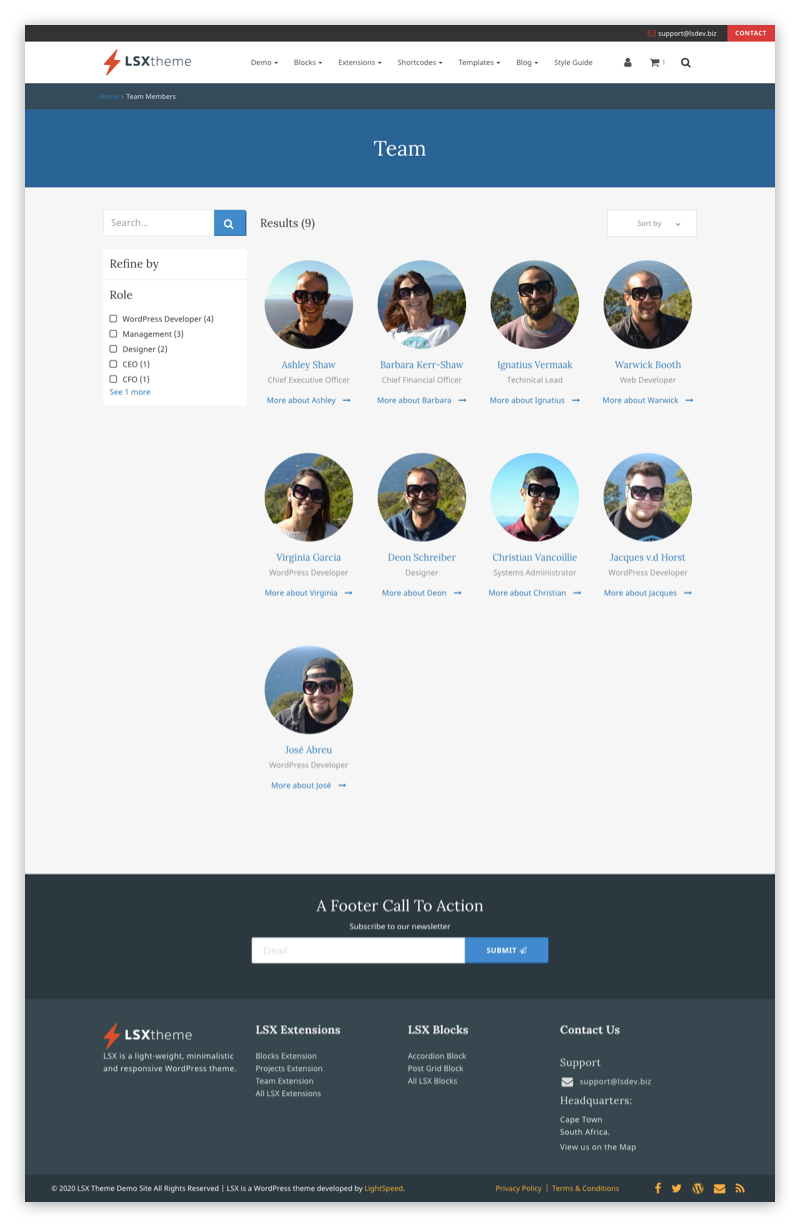 support@lsdev.biz CONTACT
LSXtheme Demo Blocks Extensions Shortcodes Templates Blog Style Guide 1
Home › Team Members
Team
Search...
Results (9)
Sort by
Refine by
Role
WordPress Developer (4)
Management (3)
Designer (2)
CEO (1)
CFO (1)
See 1 more
Ashley Shaw Barbara Kerr-Shaw Ignatius Vermaak Warwick Booth
Chief Executive Officer Chief Financial Officer Techinical Lead Web Developer
More about Ashley More about Barbara More about Ignatius More about Warwick
Virginia Garcia Deon Schreiber Christian Vancoillie Jacques v.d Horst
WordPress Developer Designer Systems Administrator WordPress Developer
More about Virginia More about Deon More about Christian More about Jacques
José Abreu
WordPress Developer
More about José
A Footer Call To Action
Subscribe to our newsletter
Email SUBMIT
LSXtheme
LSX is a light-weight, minimalistic
and responsive WordPress theme.
LSX Extensions
Blocks Extension
Projects Extension
Team Extension
All LSX Extensions
LSX Blocks
Accordion Block
Post Grid Block
All LSX Blocks
Contact Us
Support
support@lsdev.biz
Headquarters:
Cape Town
South Africa.
View us on the Map
© 2020 LSX Theme Demo Site All Rights Reserved | LSX is a WordPress theme developed by LightSpeed. Privacy Policy | Terms & Conditions